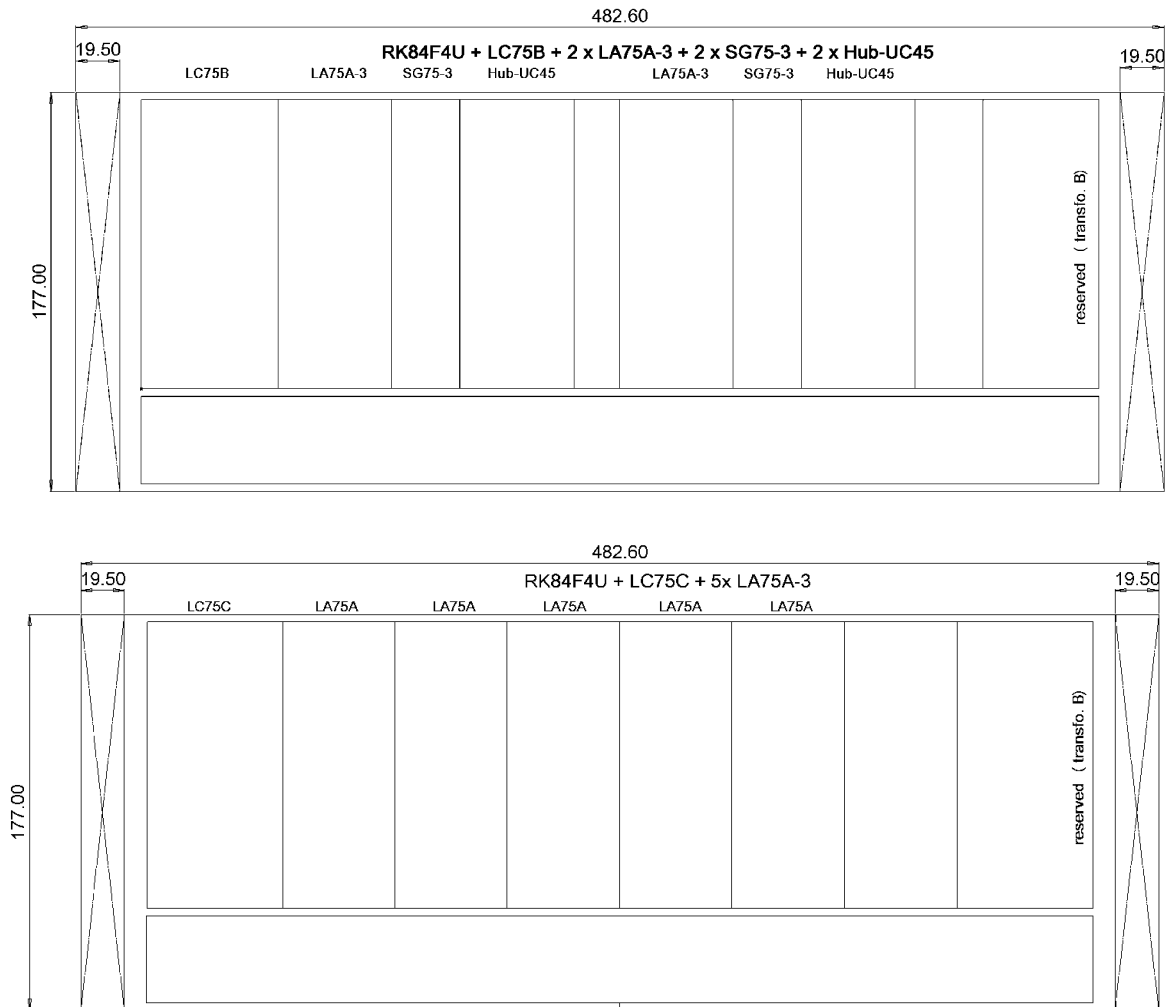 482.60
19.50
RK84F4U + LC75B + 2 x LA75A-3 + 2 x SG75-3 + 2 x Hub-UC45
19.50
LC75B LA75A-3 SG75-3 Hub-UC45 LA75A-3 SG75-3 Hub-UC45
177.00
reserved ( transfo. B)
482.60
19.50
RK84F4U + LC75C + 5x LA75A-3
19.50
LC75C LA75A LA75A LA75A LA75A LA75A
177.00
reserved ( transfo. B)